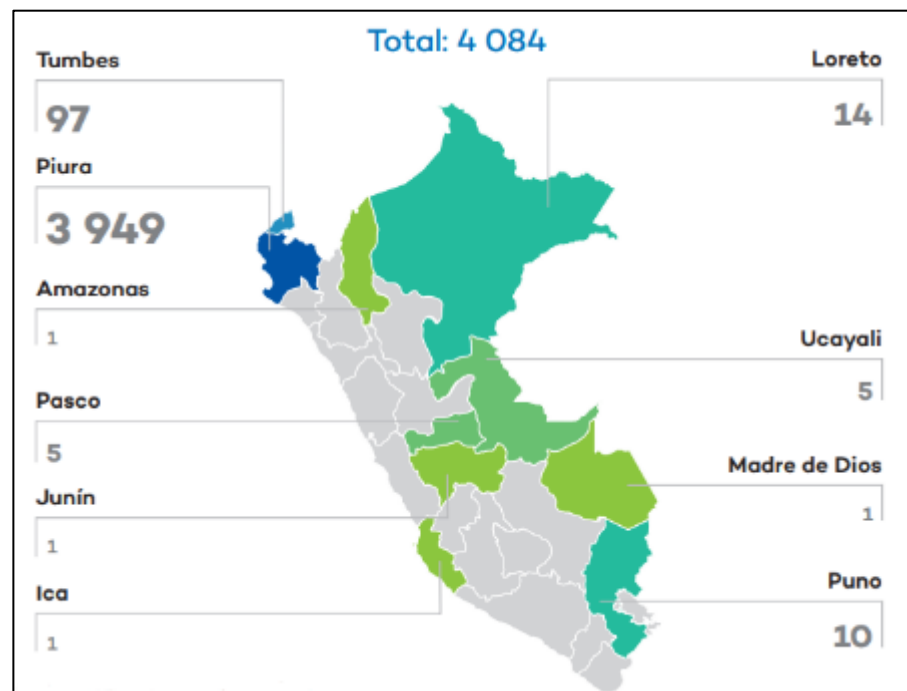 Total: 4 084
Tumbes
97
Piura
3 949
Amazonas
1
Pasco
5
Junín
1
Ica
1
Loreto
14
Ucayali
5
Madre de Dios
1
Puno
10